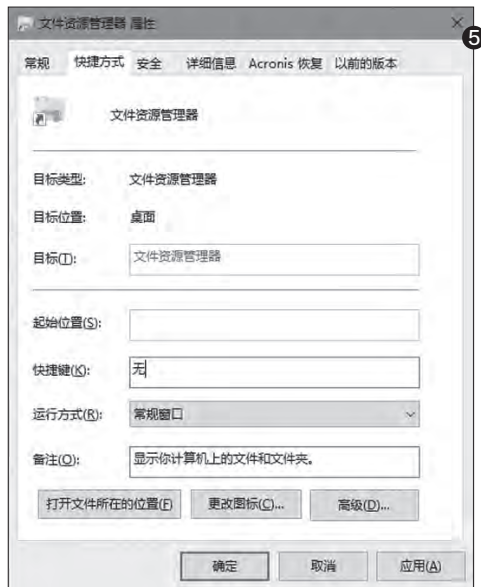 文件资源管理器 属性
5
常规 快捷方式 安全 详细信息 Acronis 恢复 以前的版本
文件资源管理器
目标类型: 文件资源管理器
目标位置: 桌面
目标(T): 文件资源管理器
起始位置(S):
快捷键(K): 无
运行方式(R): 常规窗口
备注(O): 显示你计算机上的文件和文件夹。
打开文件所在的位置(F) 更改图标(C)... 高级(D)...
确定 取消 应用(A)